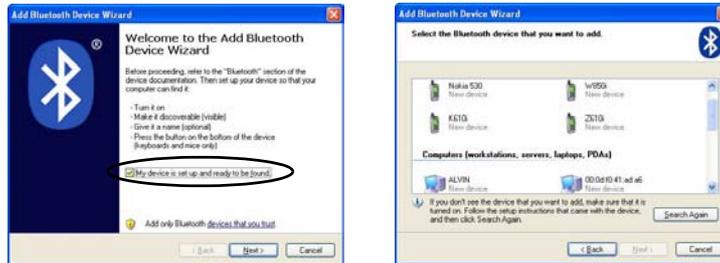 Add Bluetooth Device Wizard
Welcome to the Add Bluetooth
Device Wizard
Before proceeding, refer to the "Bluetooth" section of the
device documentation. Then set up your device so that your
computer can find it:
- Turn it on
- Make it discoverable (visible)
- Give it a name (optional)
- Press the button on the bottom of the device
(keyboards and mice only)
My device is set up and ready to be found.
Add only Bluetooth devices that you trust.
< Back
Next >
Cancel
Add Bluetooth Device Wizard
Select the Bluetooth device that you want to add.
Nokia 530
New device
W850i
New device
K610i
New device
Z610i
New device
Computers (workstations, servers, laptops, PDAs)
ALVIN
New device
00:0d:f0:41:ad:a6
New device
If you don't see the device that you want to add, make sure that it is
turned on. Follow the setup instructions that came with the device,
and then click Search Again.
Search Again
< Back
Next >
Cancel